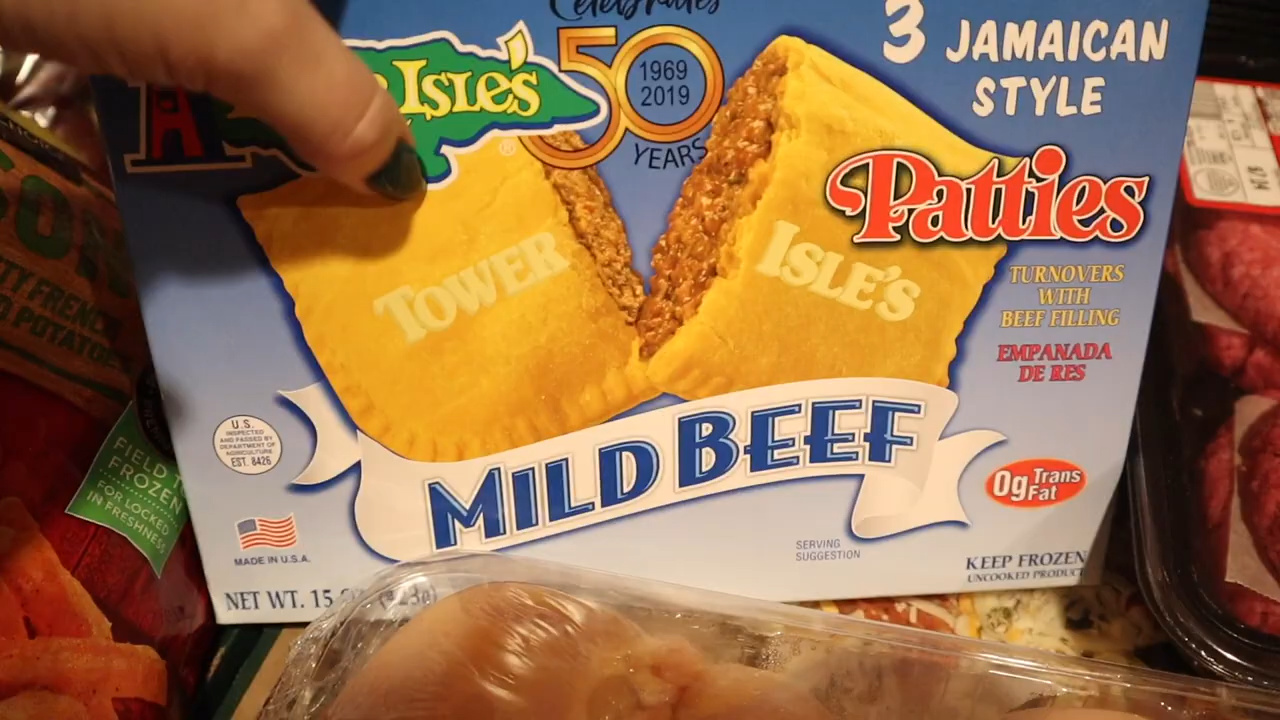 Celebrates
ISLE'S
®
50
1969
2019
YEARS
3 JAMAICAN
STYLE
Patties
TURNOVERS
WITH
BEEF FILLING
EMPANADA
DE RES
TOWER
ISLE'S
MILD BEEF
U.S.
INSPECTED
AND PASSED BY
DEPARTMENT OF
AGRICULTURE
EST. 8426
MADE IN U.S.A.
0g Trans
Fat
SERVING
SUGGESTION
KEEP FROZEN
UNCOOKED PRODUCT
NET WT. 15
FIELD
FROZEN
FOR LOCKED
IN FRESHNESS